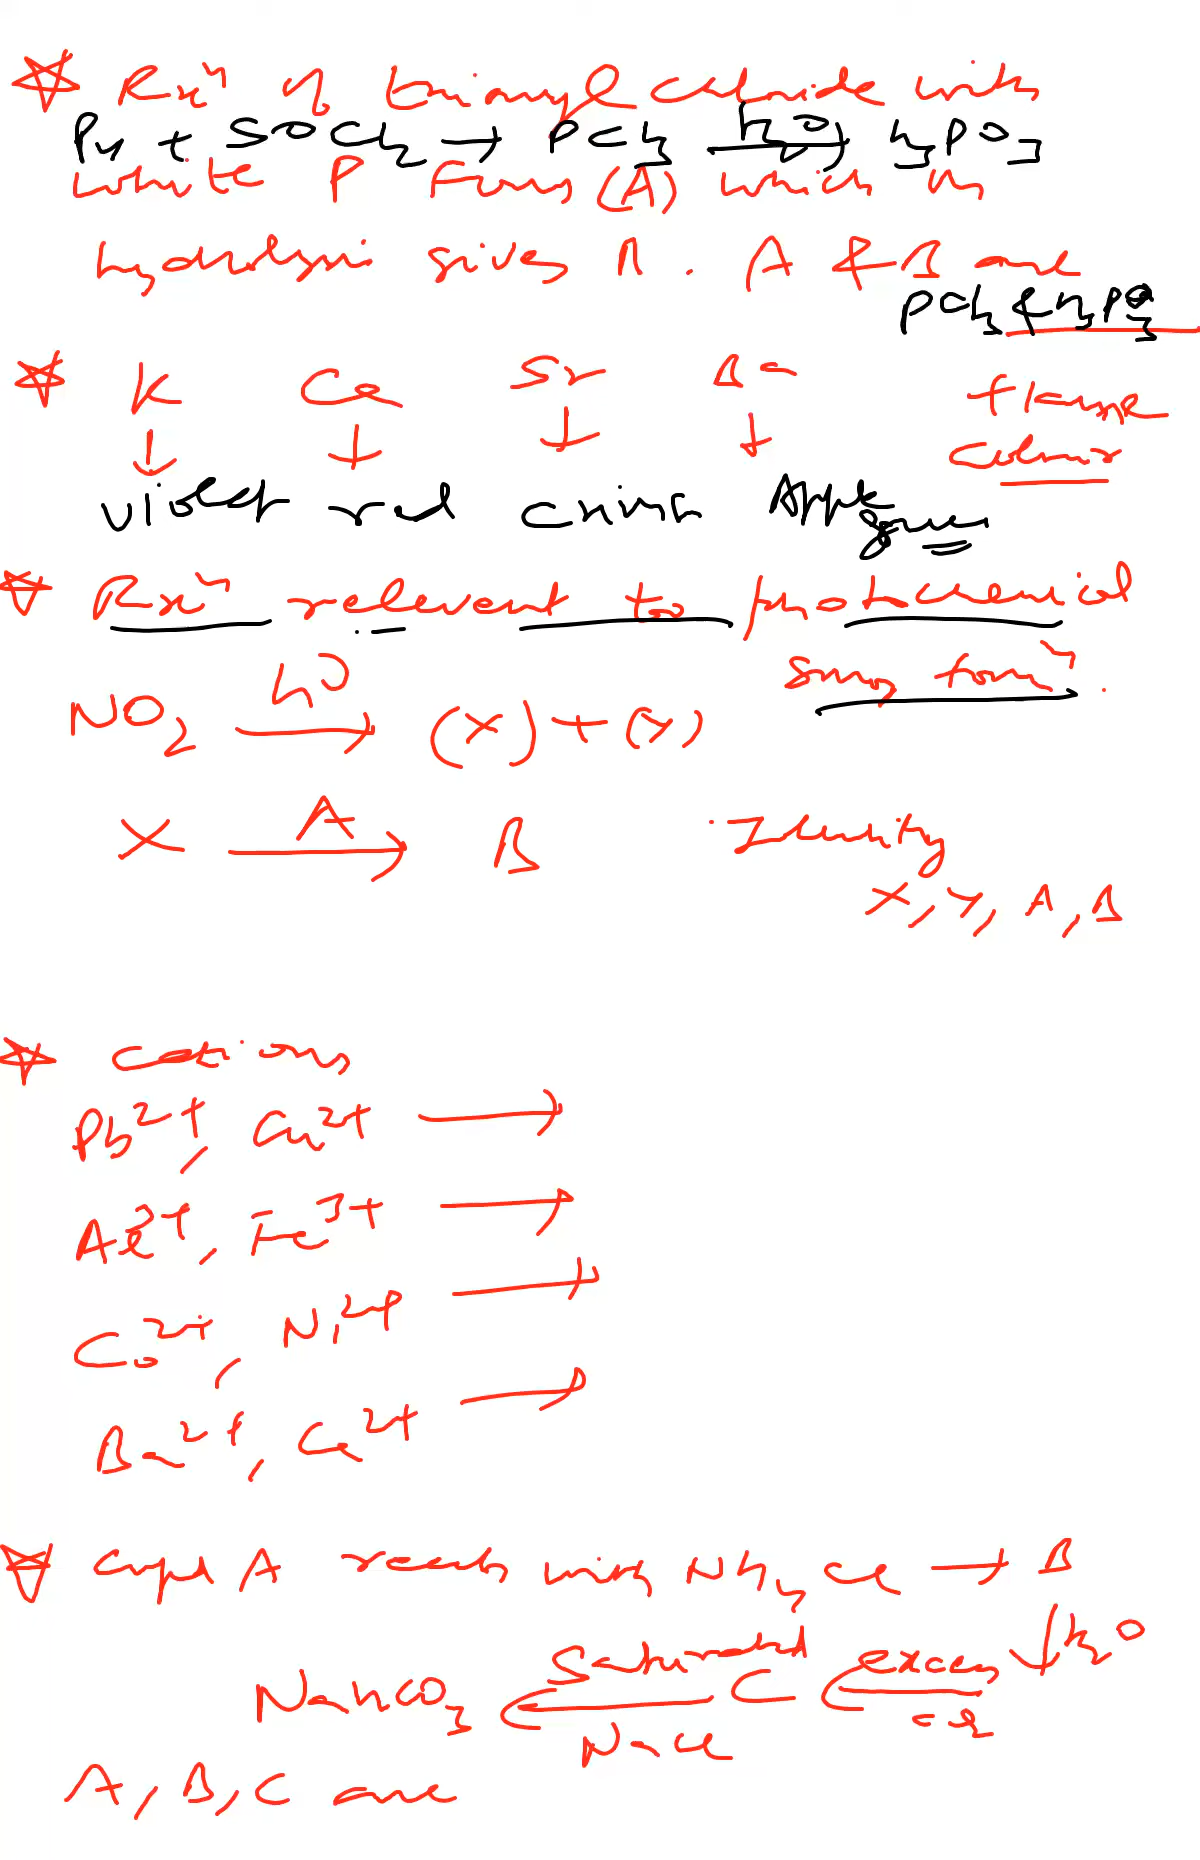 Rxⁿ of thionyl chloride with
P₄ + SOCl₂ → PCl₃ —H₂O→ H₃PO₃
white P forms (A) which on
hydrolysis gives B. A & B are
PCl₃ & H₃PO₃
K Ca Sr Ba
flame
colour
↓ ↓ ↓ ↓
violet red crimson Apple
green
Rxⁿ relevent to photochemical
smog formⁿ.
NO₂ —hν→ (X) + (Y)
X —A→ B Identify
X, Y, A, B
Cations
Pb²⁺, Cu²⁺ →
Al³⁺, Fe³⁺ →
Co²⁺, Ni²⁺ →
Ba²⁺, Ca²⁺ →
Cmpd A reacts with NH₄Cl → B
↓ H₂O
NaHCO₃ ←Saturated NaCl— C ←excess CO₂—
A, B, C are